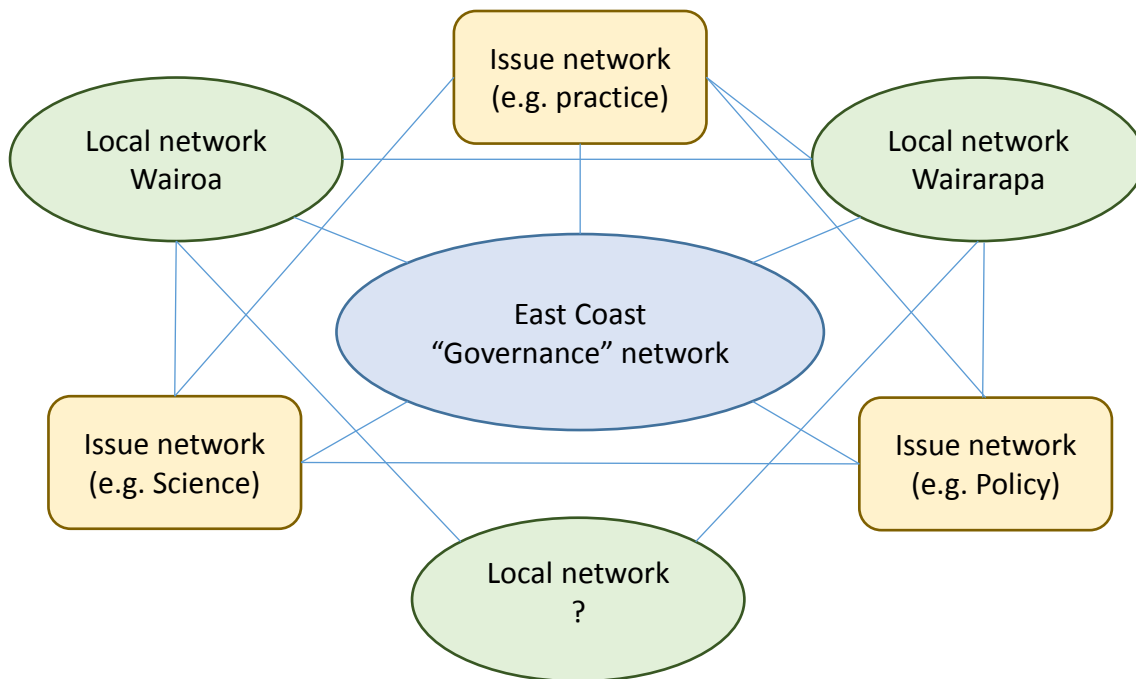 Issue network
(e.g. practice)
Local network
Wairoa
Local network
Wairarapa
East Coast
“Governance” network
Issue network
(e.g. Science)
Issue network
(e.g. Policy)
Local network
?